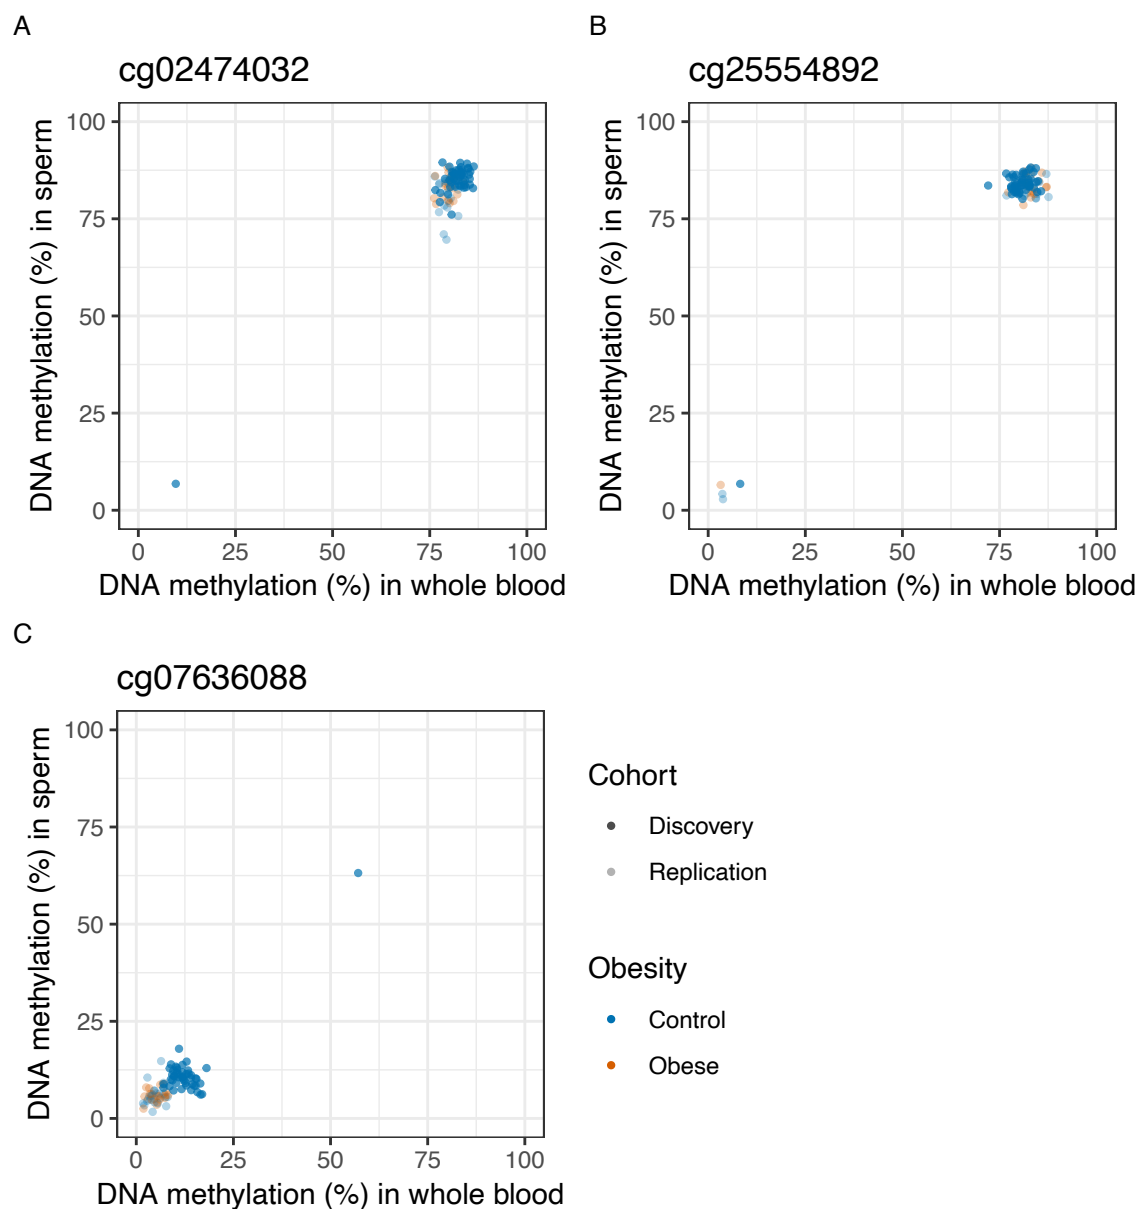 A
cg02474032
DNA methylation (%) in sperm
100
75
50
25
0
0 25 50 75 100
DNA methylation (%) in whole blood
B
cg25554892
DNA methylation (%) in sperm
100
75
50
25
0
0 25 50 75 100
DNA methylation (%) in whole blood
C
cg07636088
DNA methylation (%) in sperm
100
75
50
25
0
0 25 50 75 100
DNA methylation (%) in whole blood
Cohort
Discovery
Replication
Obesity
Control
Obese